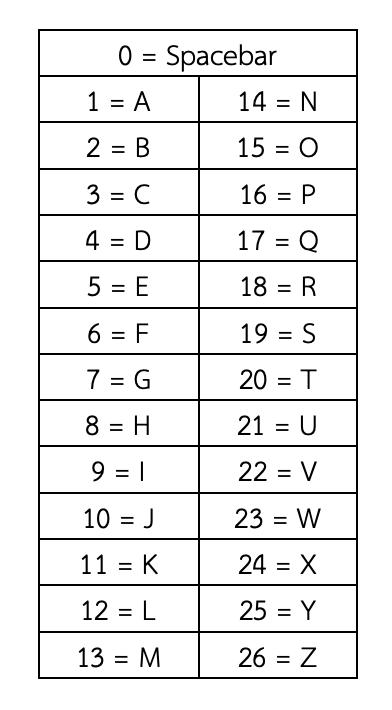 0 = Spacebar
1 = A 14 = N
2 = B 15 = O
3 = C 16 = P
4 = D 17 = Q
5 = E 18 = R
6 = F 19 = S
7 = G 20 = T
8 = H 21 = U
9 = I 22 = V
10 = J 23 = W
11 = K 24 = X
12 = L 25 = Y
13 = M 26 = Z